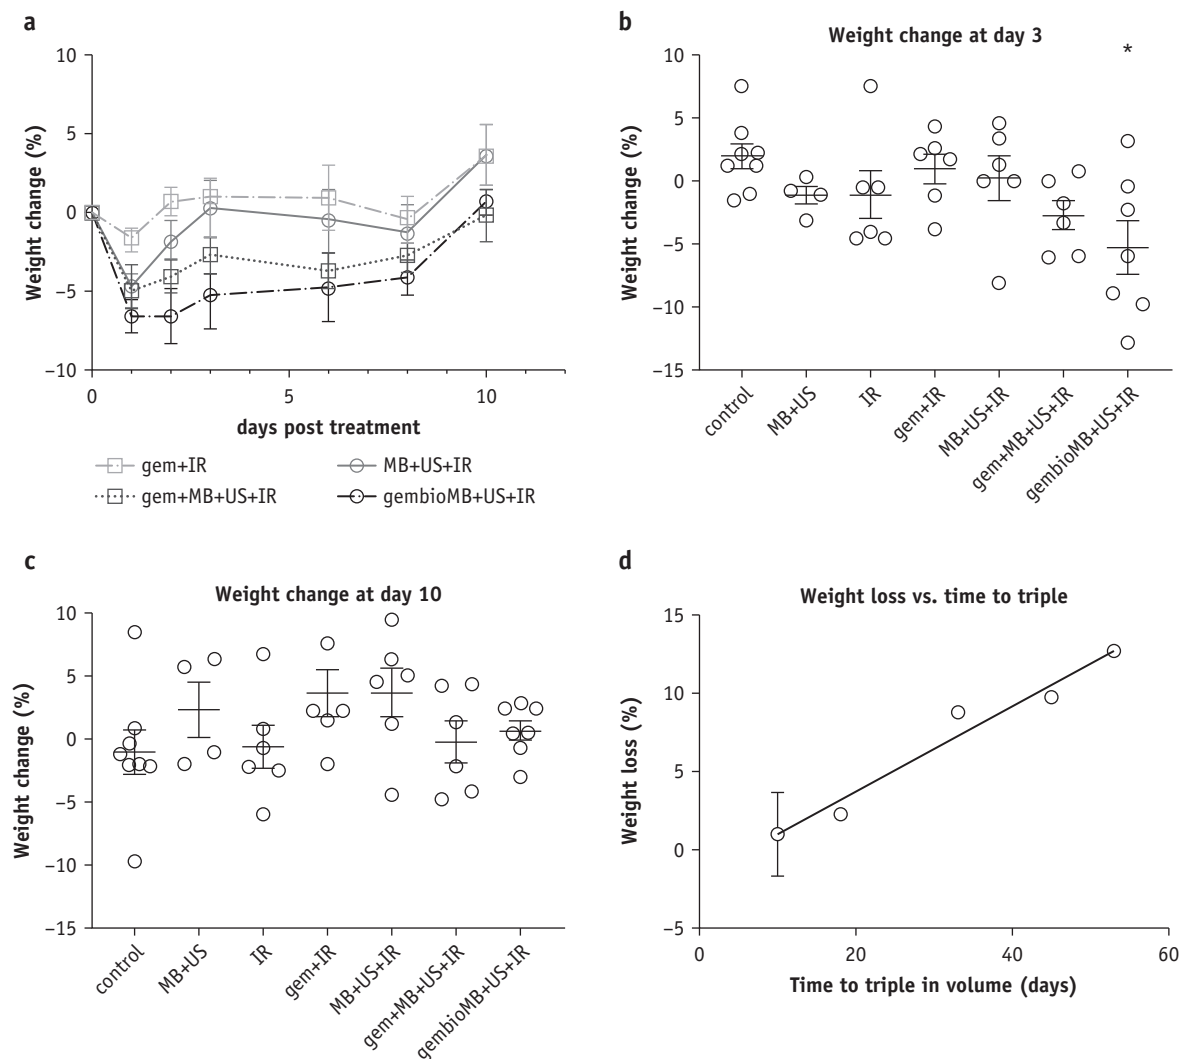 a
10
5
0
−5
−10
Weight change (%)
0
5
10
days post treatment
gem+IR
MB+US+IR
gem+MB+US+IR
gembioMB+US+IR
b
Weight change at day 3
*
10
5
0
−5
−10
−15
Weight change (%)
control
MB+US
IR
gem+IR
MB+US+IR
gem+MB+US+IR
gembioMB+US+IR
c
Weight change at day 10
10
5
0
−5
−10
−15
Weight change (%)
control
MB+US
IR
gem+IR
MB+US+IR
gem+MB+US+IR
gembioMB+US+IR
d
Weight loss vs. time to triple
15
10
5
0
−5
Weight loss (%)
0
20
40
60
Time to triple in volume (days)